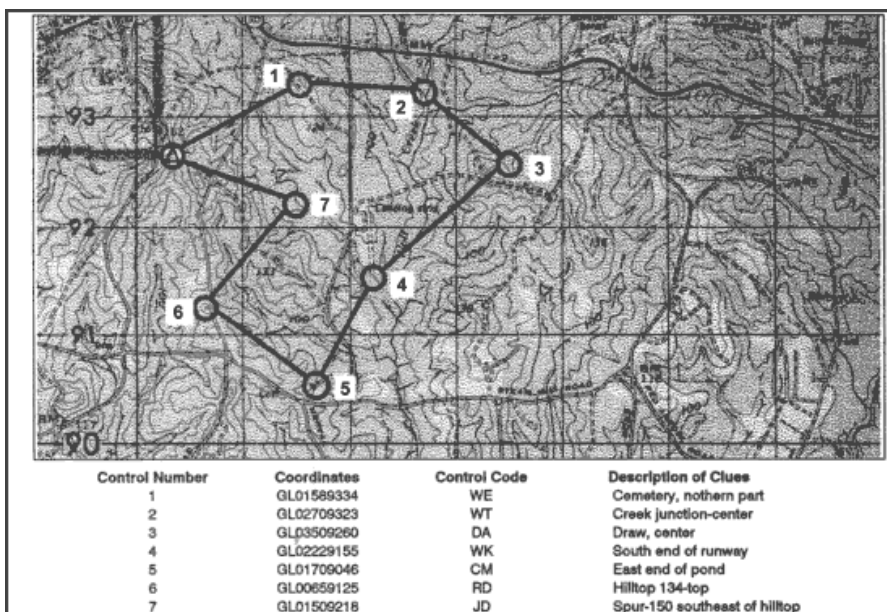 1
2
93
3
7
92
4
6
91
5
90
Control Number Coordinates Control Code Description of Clues
1 GL01589334 WE Cemetery, nothern part
2 GL02709323 WT Creek junction-center
3 GL03509260 DA Draw, center
4 GL02229155 WK South end of runway
5 GL01709046 CM East end of pond
6 GL00659125 RD Hilltop 134-top
7 GL01509218 JD Spur-150 southeast of hilltop